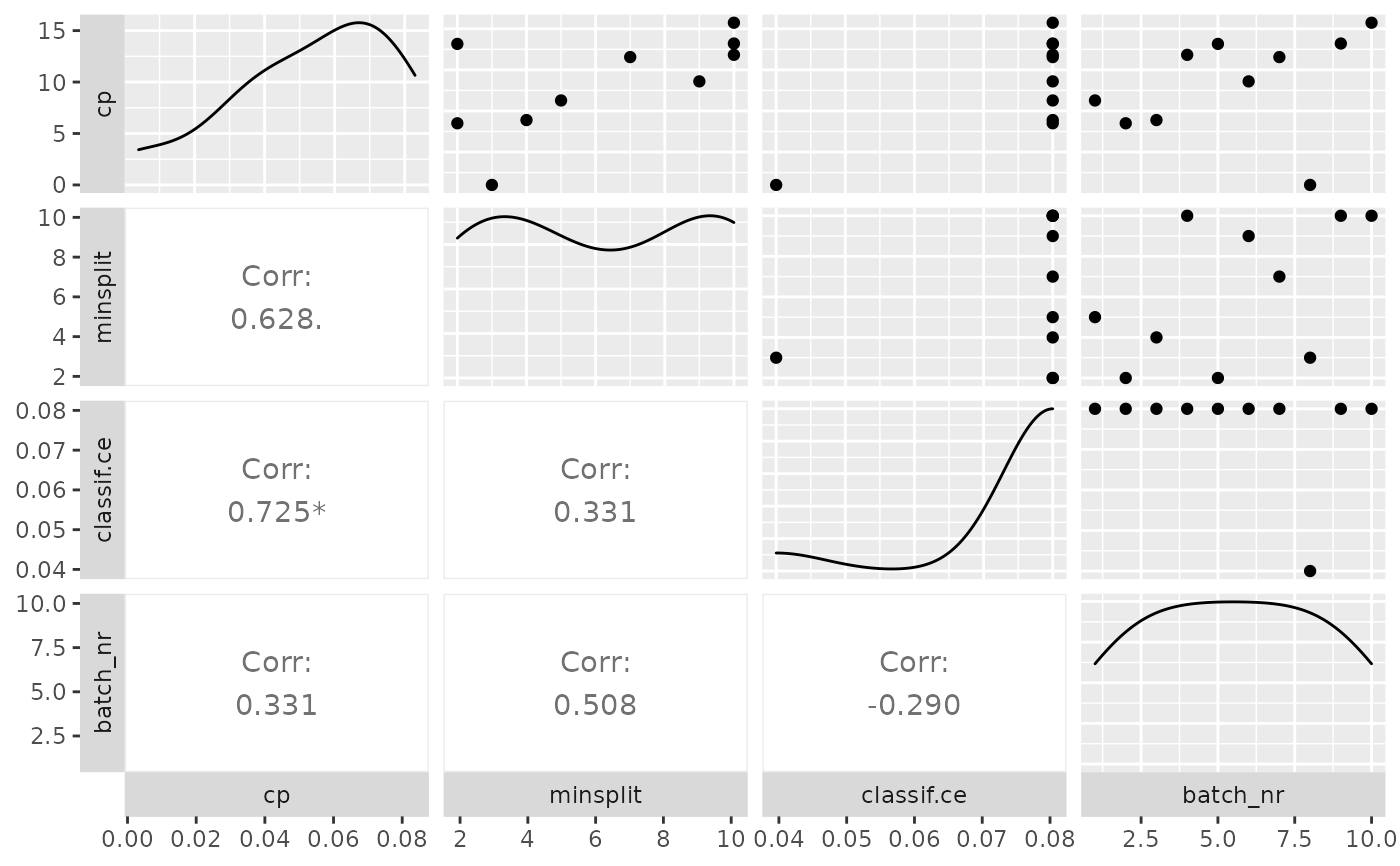 15
10
5
0
cp
10
8
6
4
2
minsplit
Corr:
0.628.
0.08
0.07
0.06
0.05
0.04
classif.ce
Corr:
0.725*
Corr:
0.331
10.0
7.5
5.0
2.5
batch_nr
Corr:
0.331
Corr:
0.508
Corr:
-0.290
cp minsplit classif.ce batch_nr
0.00 0.02 0.04 0.06 0.08 2 4 6 8 10 0.04 0.05 0.06 0.07 0.08 2.5 5.0 7.5 10.0